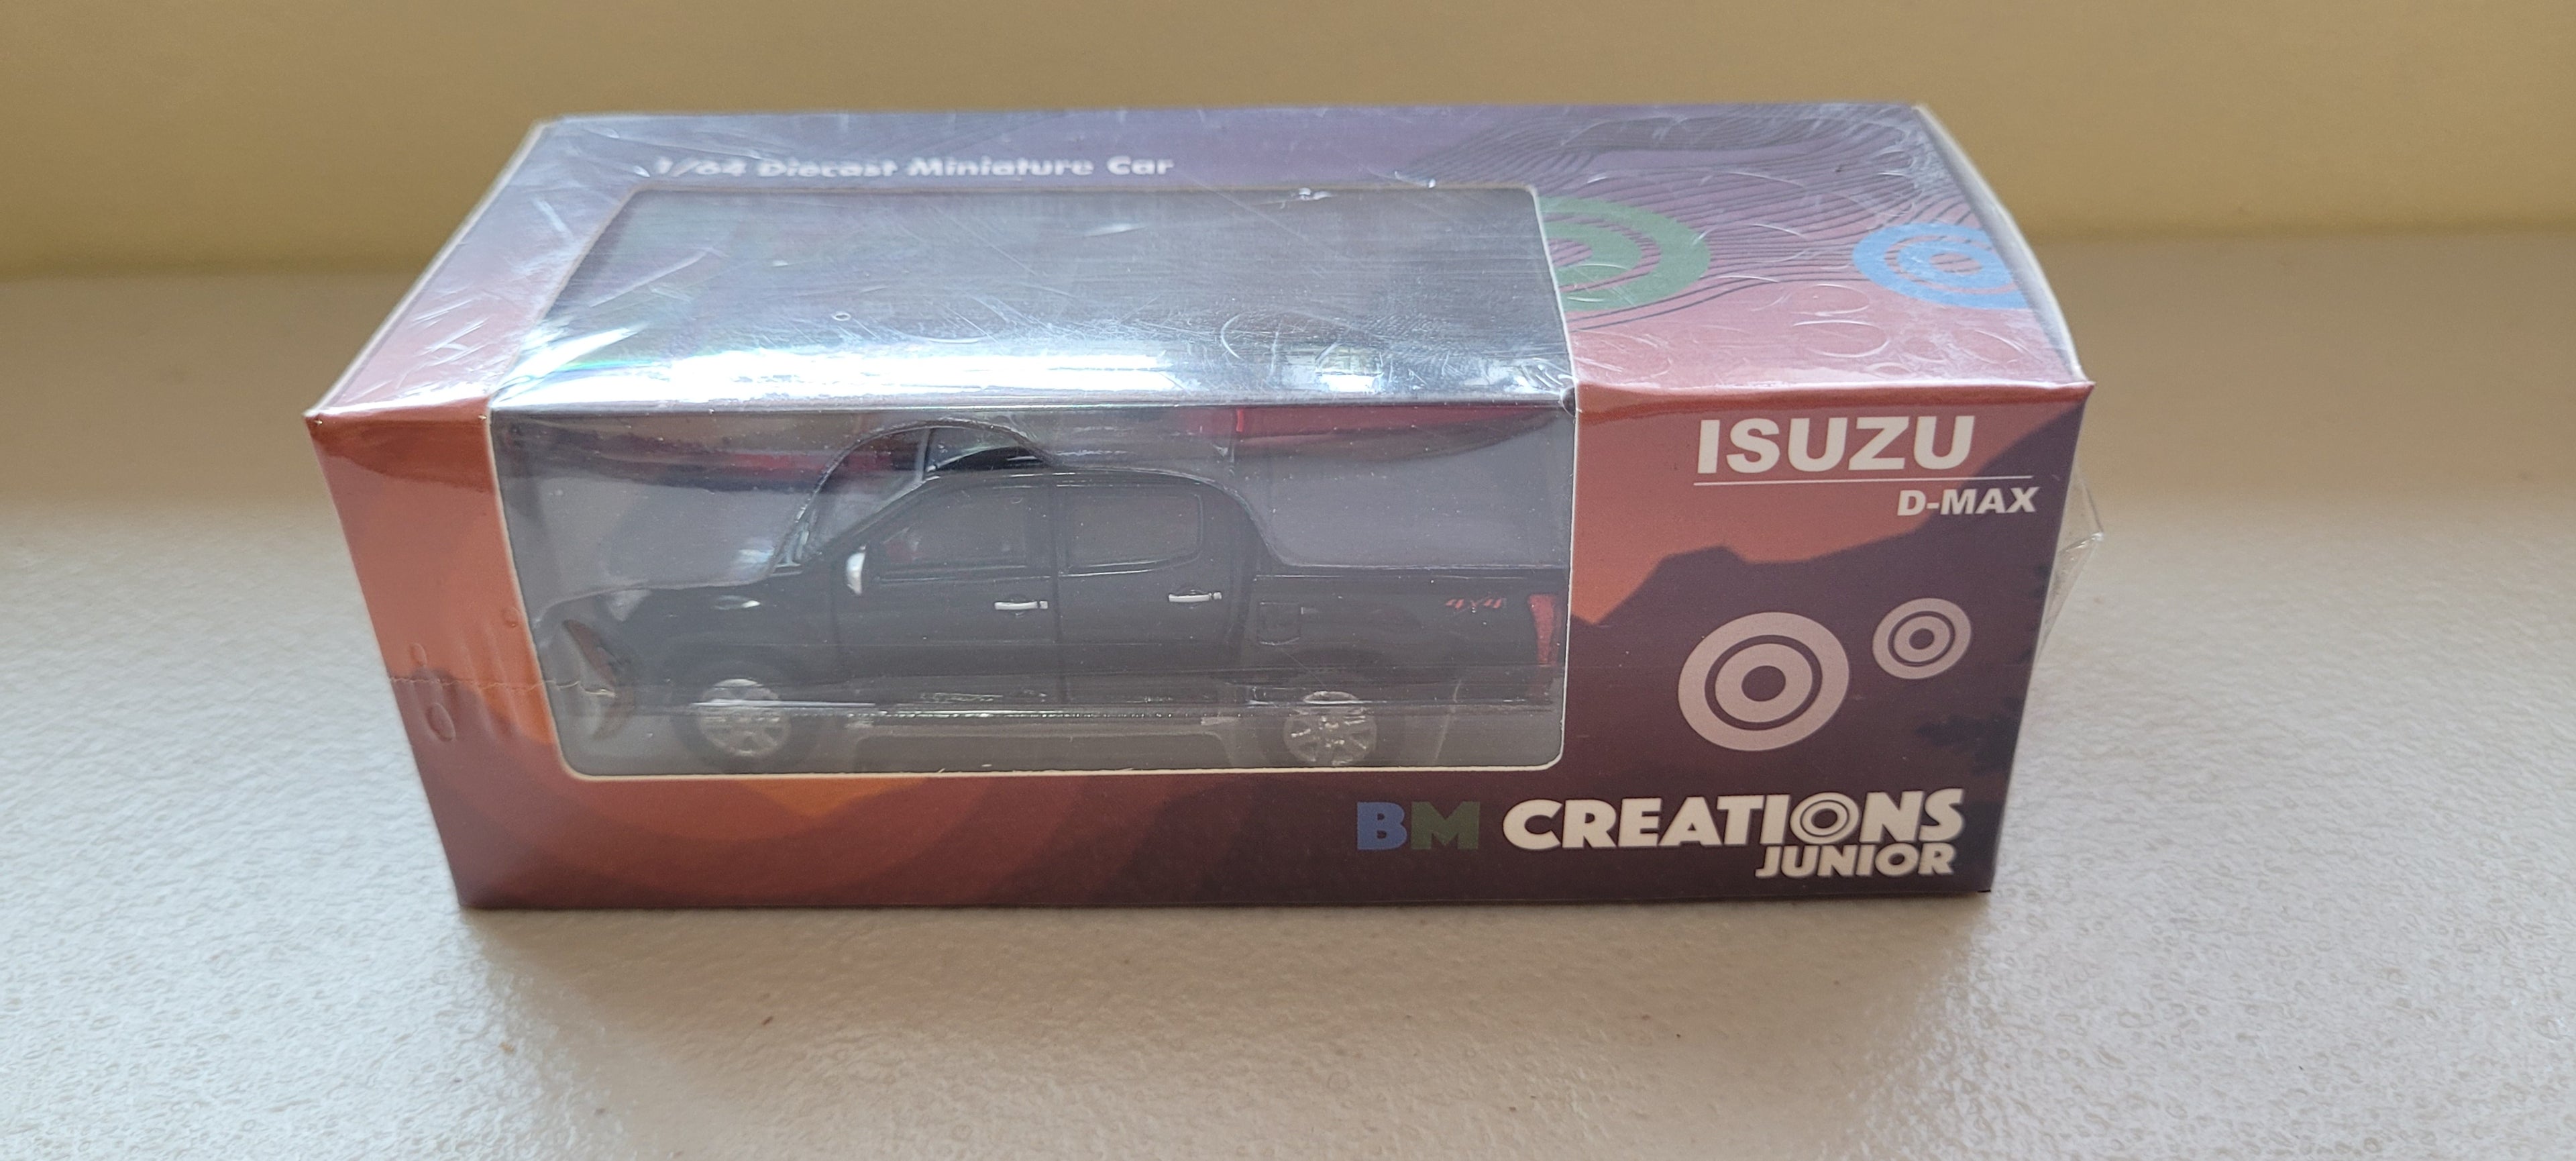 1/64 Diecast Miniature Car
ISUZU
D-MAX
4x4
BM CREATIONS
JUNIOR